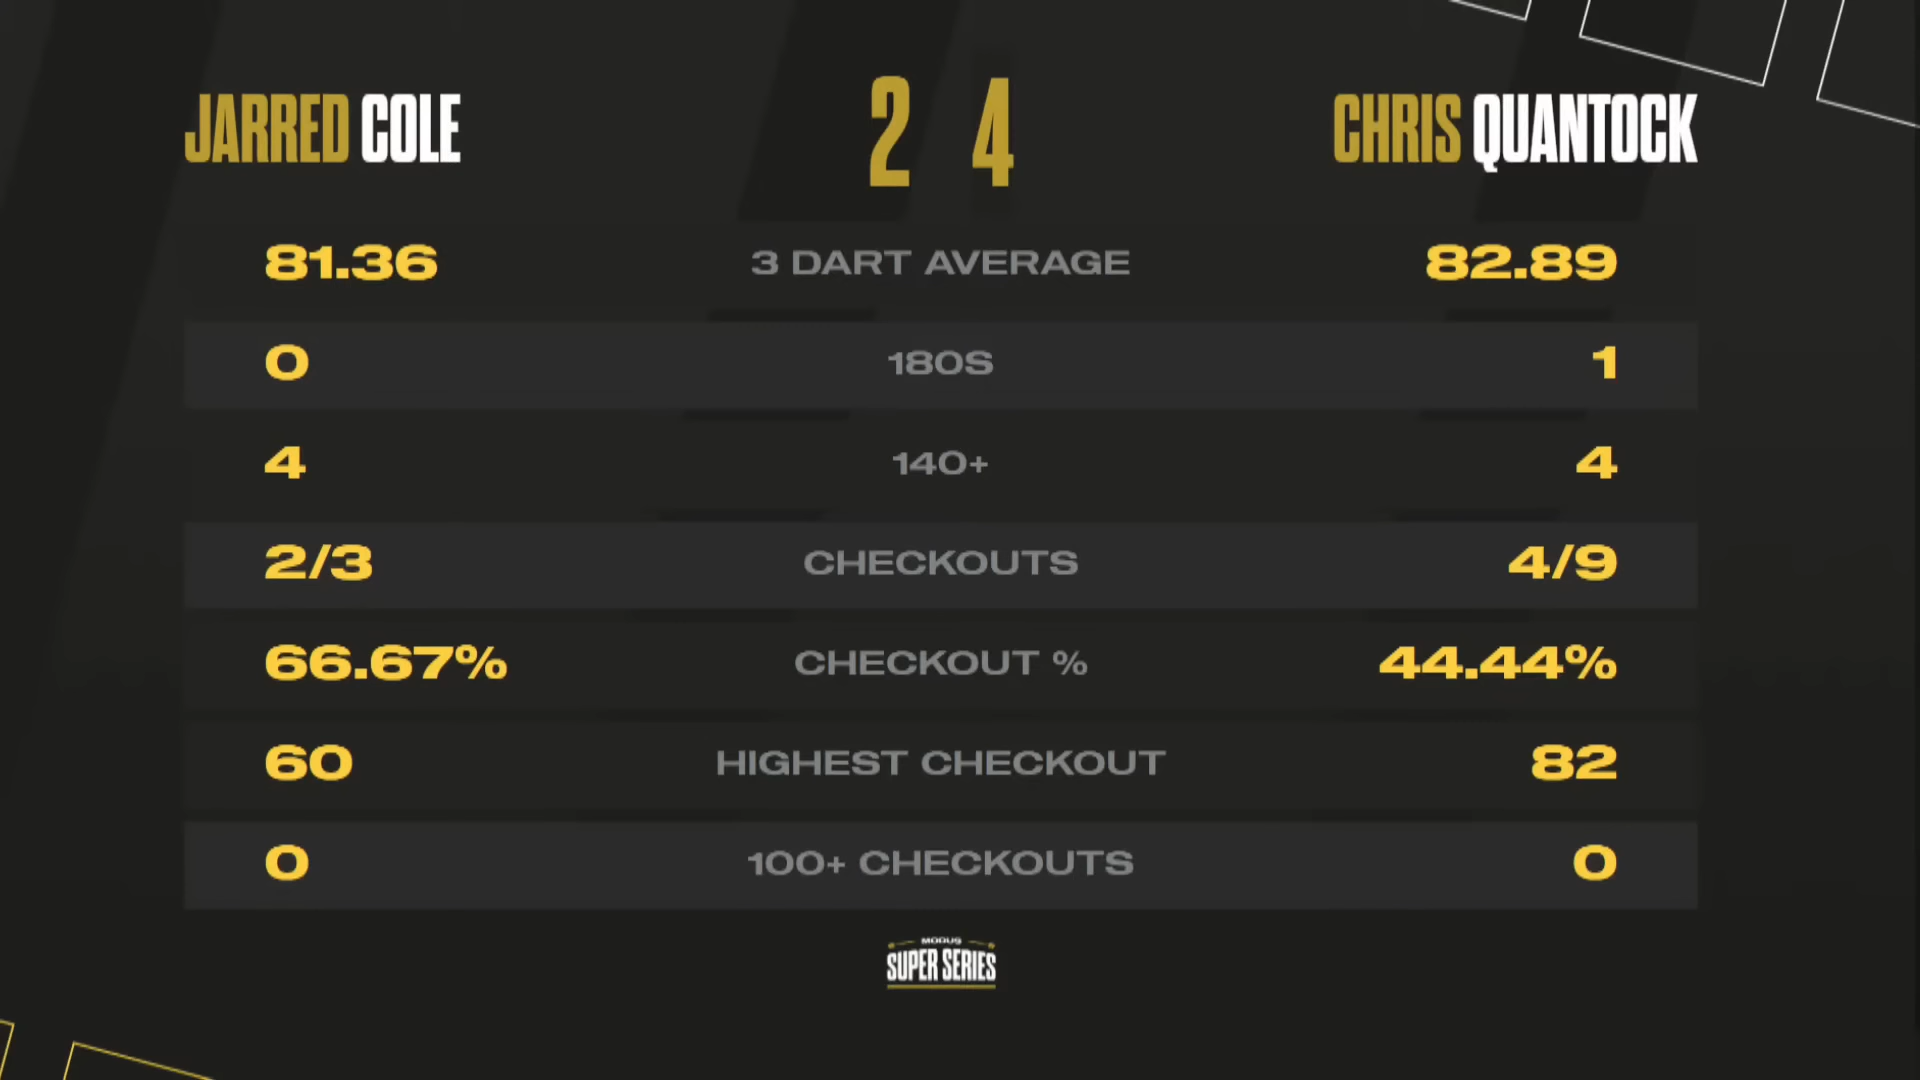 JARRED COLE 2 4 CHRIS QUANTOCK
81.36 3 DART AVERAGE 82.89
0 180S 1
4 140+ 4
2/3 CHECKOUTS 4/9
66.67% CHECKOUT % 44.44%
60 HIGHEST CHECKOUT 82
0 100+ CHECKOUTS 0
MODUS
SUPER SERIES